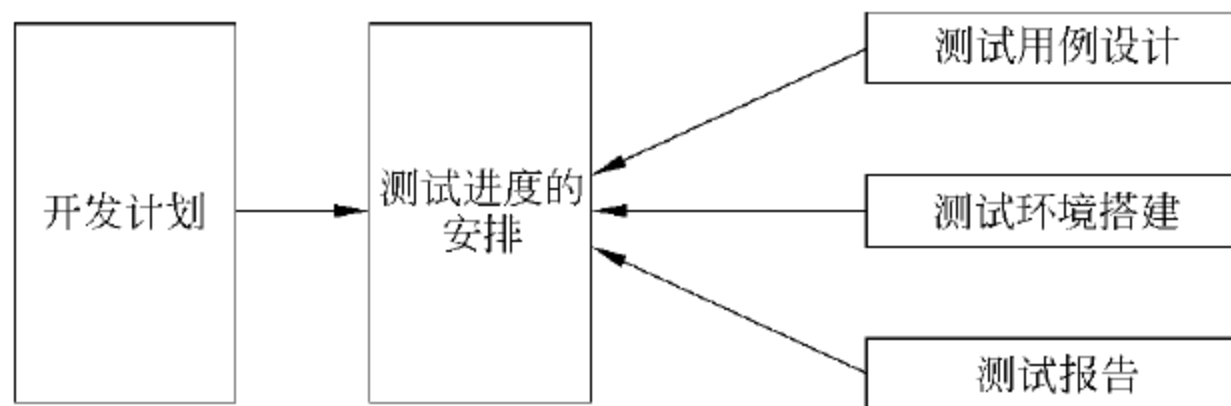 开发计划
测试进度的
安排
测试用例设计
测试环境搭建
测试报告